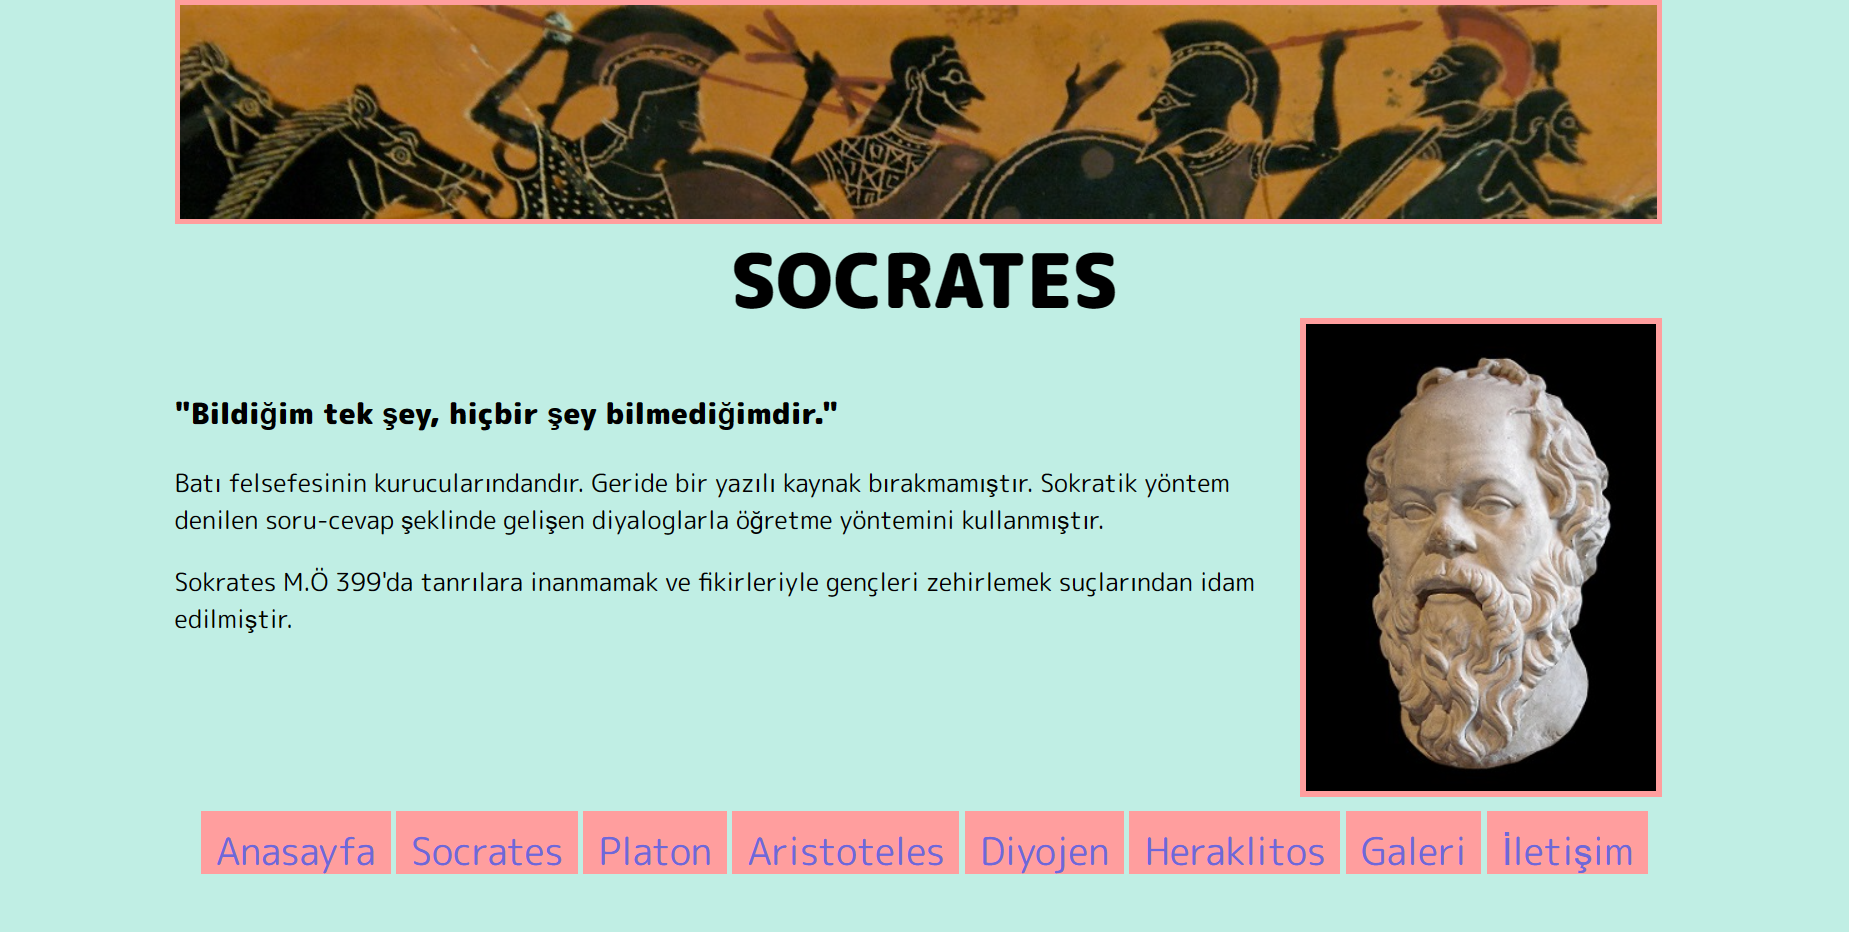 SOCRATES
"Bildiğim tek şey, hiçbir şey bilmediğimdir."
Batı felsefesinin kurucularındandır. Geride bir yazılı kaynak bırakmamıştır. Sokratik yöntem
denilen soru-cevap şeklinde gelişen diyaloglarla öğretme yöntemini kullanmıştır.
Sokrates M.Ö 399'da tanrılara inanmamak ve fikirleriyle gençleri zehirlemek suçlarından idam
edilmiştir.
Anasayfa Socrates Platon Aristoteles Diyojen Heraklitos Galeri İletişim